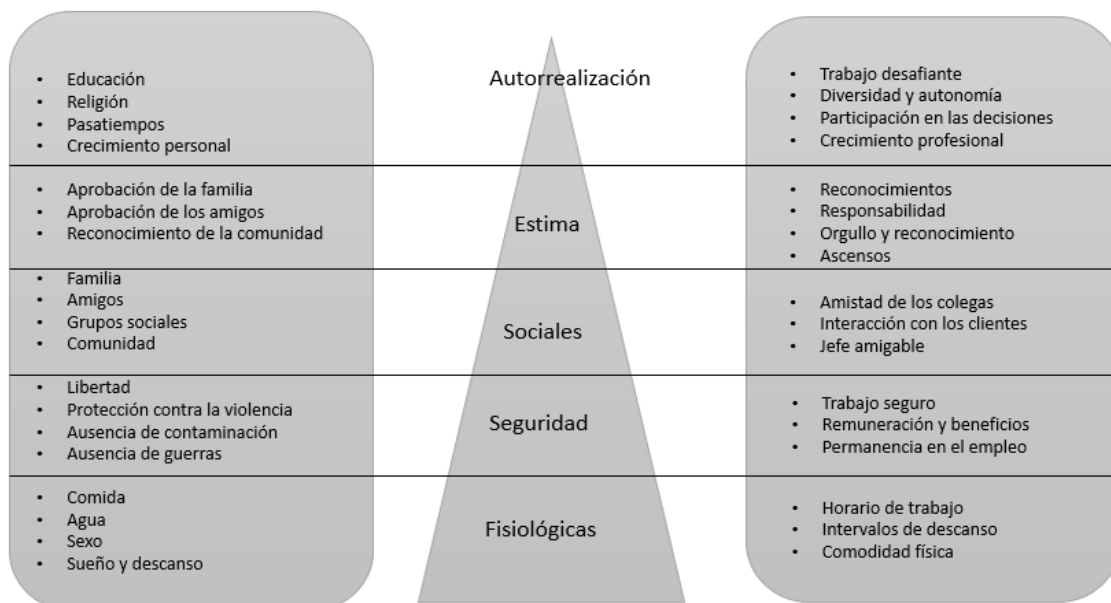 • Educación
• Religión
• Pasatiempos
• Crecimiento personal
Autorrealización
• Trabajo desafiante
• Diversidad y autonomía
• Participación en las decisiones
• Crecimiento profesional
• Aprobación de la familia
• Aprobación de los amigos
• Reconocimiento de la comunidad
Estima
• Reconocimientos
• Responsabilidad
• Orgullo y reconocimiento
• Ascensos
• Familia
• Amigos
• Grupos sociales
• Comunidad
Sociales
• Amistad de los colegas
• Interacción con los clientes
• Jefe amigable
• Libertad
• Protección contra la violencia
• Ausencia de contaminación
• Ausencia de guerras
Seguridad
• Trabajo seguro
• Remuneración y beneficios
• Permanencia en el empleo
• Comida
• Agua
• Sexo
• Sueño y descanso
Fisiológicas
• Horario de trabajo
• Intervalos de descanso
• Comodidad física